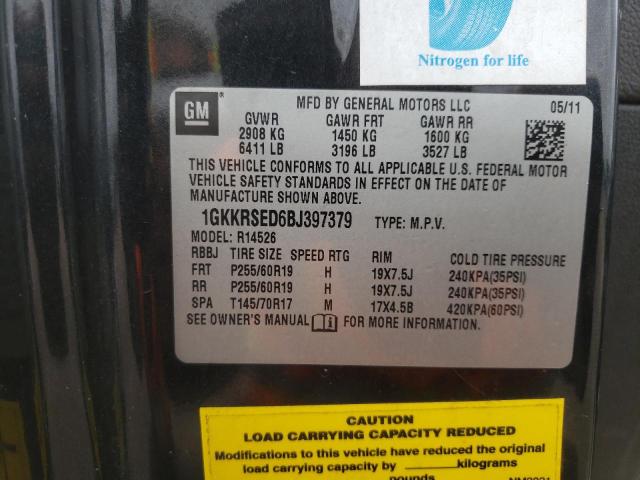 Nitrogen for life
GM®
MFD BY GENERAL MOTORS LLC 05/11
GVWR GAWR FRT GAWR RR
2908 KG 1450 KG 1600 KG
6411 LB 3196 LB 3527 LB
THIS VEHICLE CONFORMS TO ALL APPLICABLE U.S. FEDERAL MOTOR
VEHICLE SAFETY STANDARDS IN EFFECT ON THE DATE OF
MANUFACTURE SHOWN ABOVE.
1GKKRSED6BJ397379 TYPE: M.P.V.
MODEL: R14526
RBBJ TIRE SIZE SPEED RTG RIM COLD TIRE PRESSURE
FRT P255/60R19 H 19X7.5J 240KPA(35PSI)
RR P255/60R19 H 19X7.5J 240KPA(35PSI)
SPA T145/70R17 M 17X4.5B 420KPA(60PSI)
SEE OWNER'S MANUAL FOR MORE INFORMATION.
CAUTION
LOAD CARRYING CAPACITY REDUCED
Modifications to this vehicle have reduced the original
load carrying capacity by ______kilograms
pounds